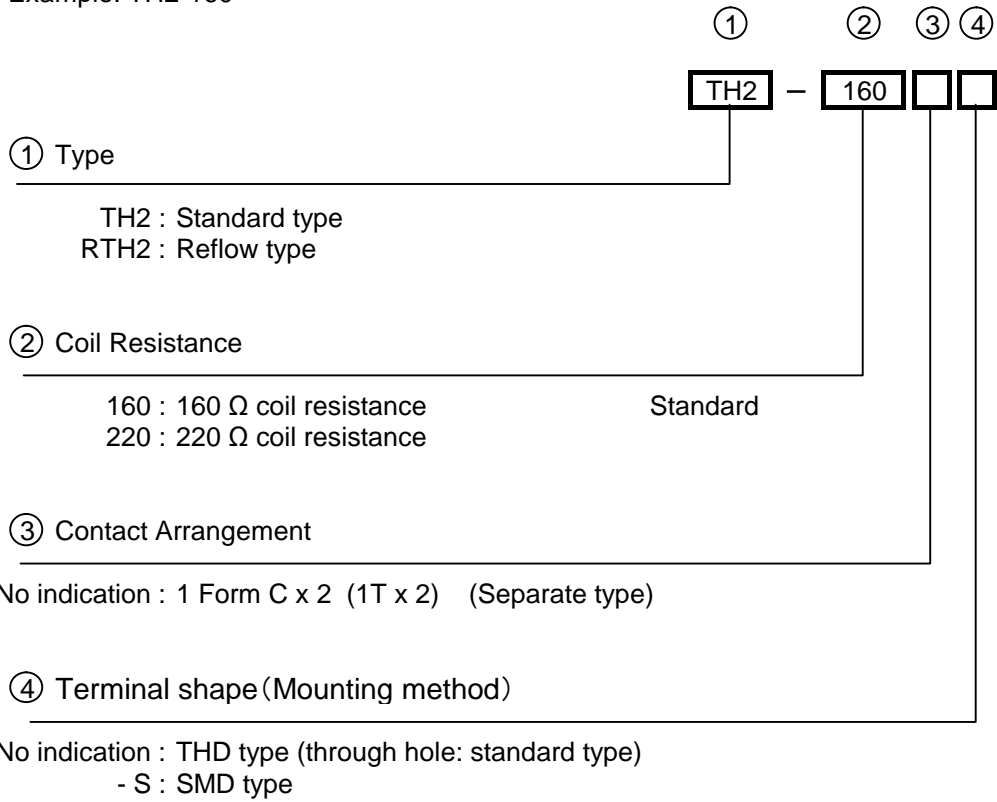 ① ② ③ ④
TH2 – 160
① Type
TH2 : Standard type
RTH2 : Reflow type
② Coil Resistance
160 : 160 Ω coil resistance Standard
220 : 220 Ω coil resistance
③ Contact Arrangement
No indication : 1 Form C x 2 (1T x 2) (Separate type)
④ Terminal shape（Mounting method）
No indication : THD type (through hole: standard type)
- S : SMD type